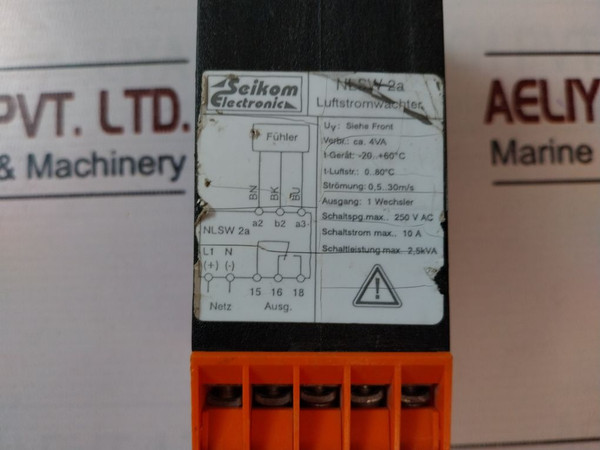 PVT. LTD.
& Machinery
AELIY
Marine
Seikom
Electronic
NLSW 2a
Luftstromwächter
Fühler
BN
BK
BU
a2 b2 a3
NLSW 2a
L1 N
(+) (-)
15 16 18
Netz Ausg.
Uv: Siehe Front
Verbr.: ca. 4VA
t-Gerät: -20..+60°C
t-Luftstr.: 0..80°C
Strömung: 0,5..30m/s
Ausgang: 1 Wechsler
Schaltspg.max.. 250 V AC
Schaltstrom max.. 10 A
Schaltleistung max. 2,5kVA